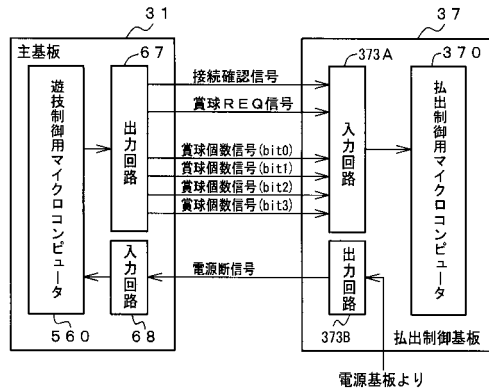 31
37
主基板
67
373A
370
遊技制御用マイクロコンピュータ
出力回路
接続確認信号
賞球REQ信号
賞球個数信号(bit0)
賞球個数信号(bit1)
賞球個数信号(bit2)
賞球個数信号(bit3)
入力回路
払出制御用マイクロコンピュータ
入力回路
電源断信号
出力回路
560
68
373B
払出制御基板
電源基板より